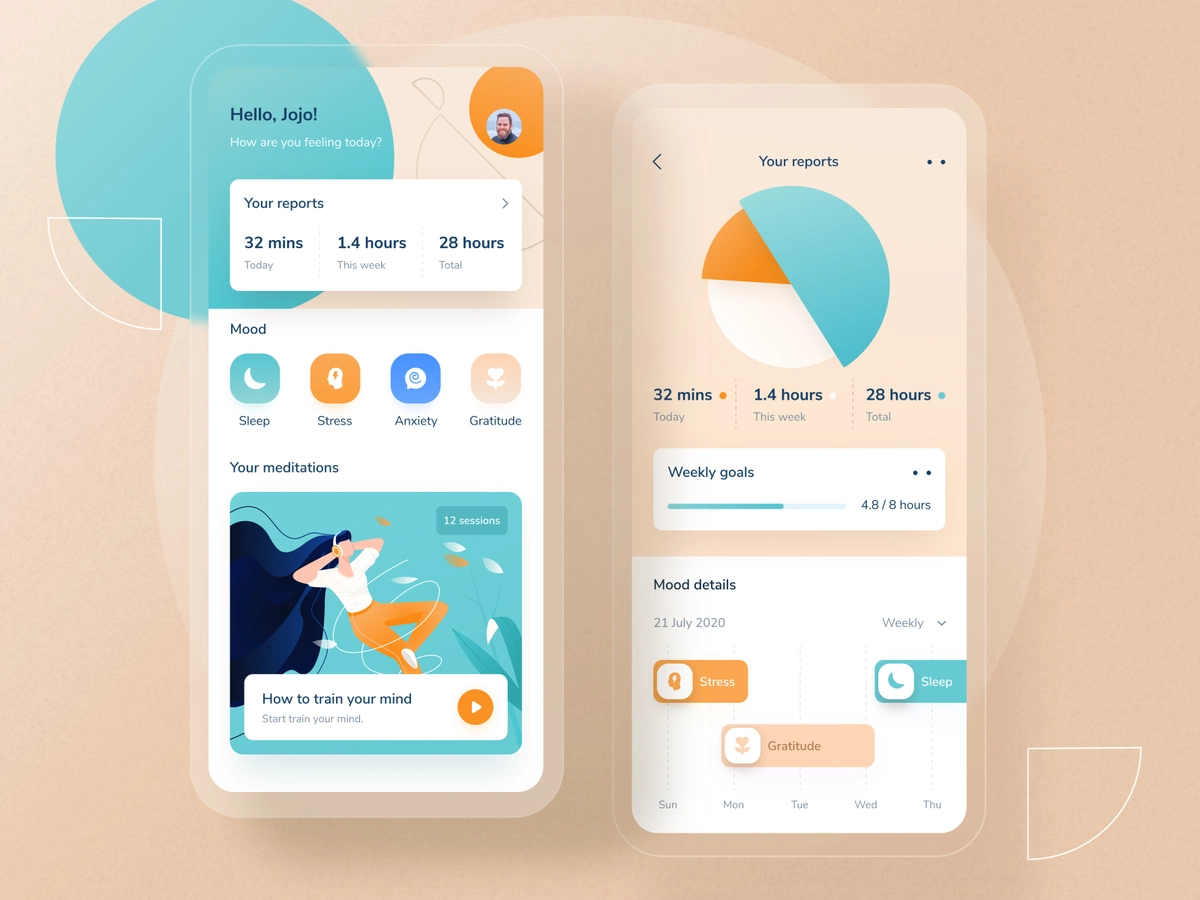 Hello, Jojo!
How are you feeling today?
Your reports
32 mins 1.4 hours 28 hours
Today This week Total
Mood
Sleep Stress Anxiety Gratitude
Your meditations
12 sessions
How to train your mind
Start train your mind.
Your reports
32 mins 1.4 hours 28 hours
Today This week Total
Weekly goals
4.8 / 8 hours
Mood details
21 July 2020 Weekly
Stress Sleep
Gratitude
Sun Mon Tue Wed Thu